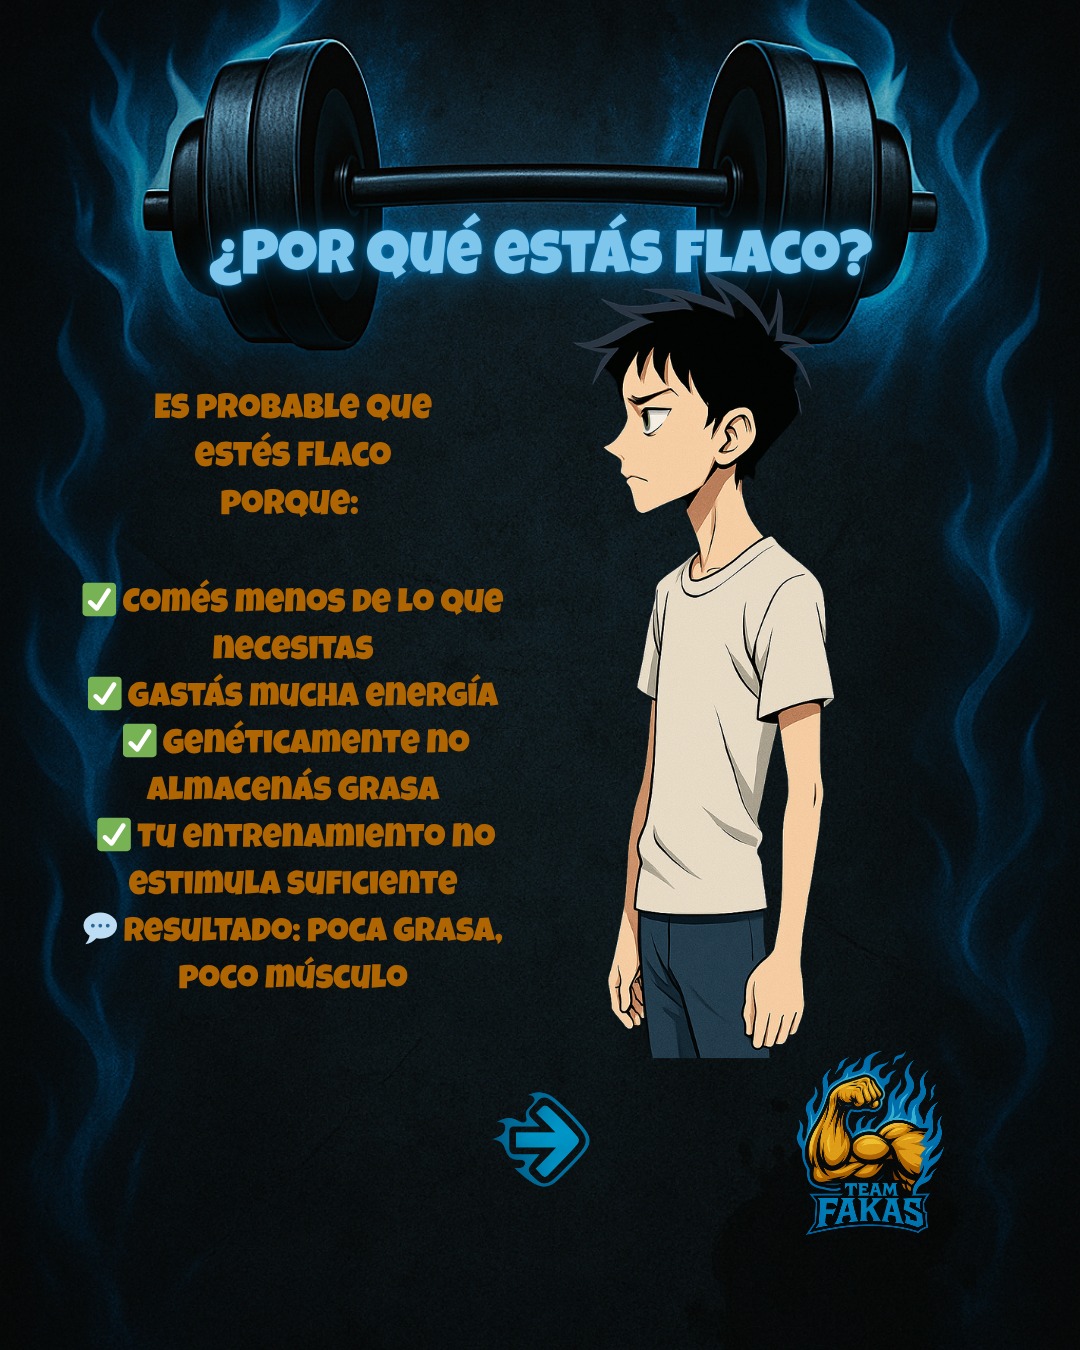 ¿Por qué estás flaco?
Es probable que
estés flaco
porque:
✅ Comés menos de lo que
necesitas
✅ Gastás mucha energía
✅ Genéticamente no
almacenás grasa
✅ Tu entrenamiento no
estimula suficiente
💬 Resultado: poca grasa,
poco músculo
TEAM
FAKAS